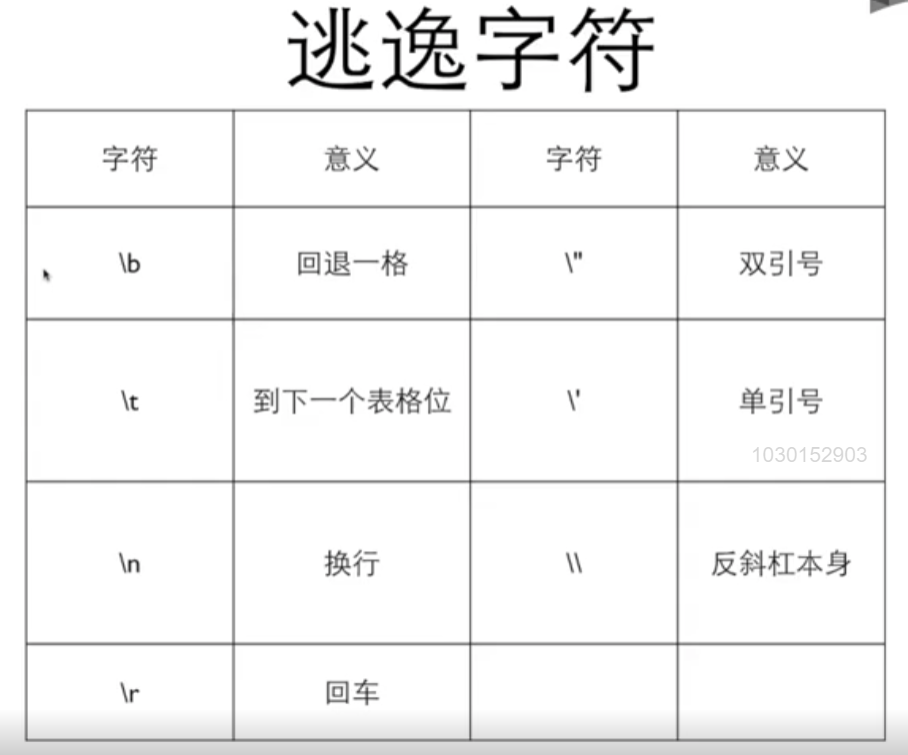 逃逸字符
字符 意义 字符 意义
\b 回退一格 \" 双引号
\t 到下一个表格位 \' 单引号
1030152903
\n 换行 \\ 反斜杠本身
\r 回车